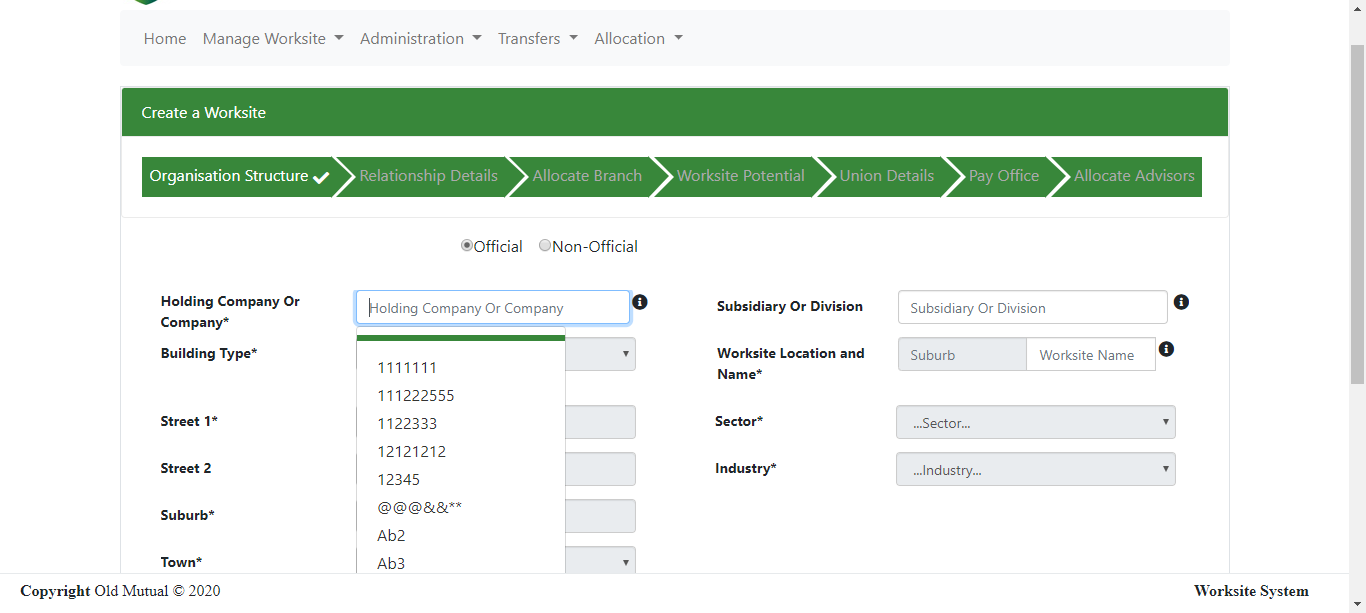 Home Manage Worksite Administration Transfers Allocation
Create a Worksite
Organisation Structure Relationship Details Allocate Branch Worksite Potential Union Details Pay Office Allocate Advisors
Official Non-Official
Holding Company Or
Company*
Holding Company Or Company
Subsidiary Or Division
Subsidiary Or Division
Building Type*
Worksite Location and
Name*
Suburb
Worksite Name
1111111
111222555
1122333
12121212
12345
@@@&&**
Ab2
Ab3
Street 1*
Sector*
...Sector...
Street 2
Industry*
...Industry...
Suburb*
Town*
Copyright Old Mutual © 2020
Worksite System